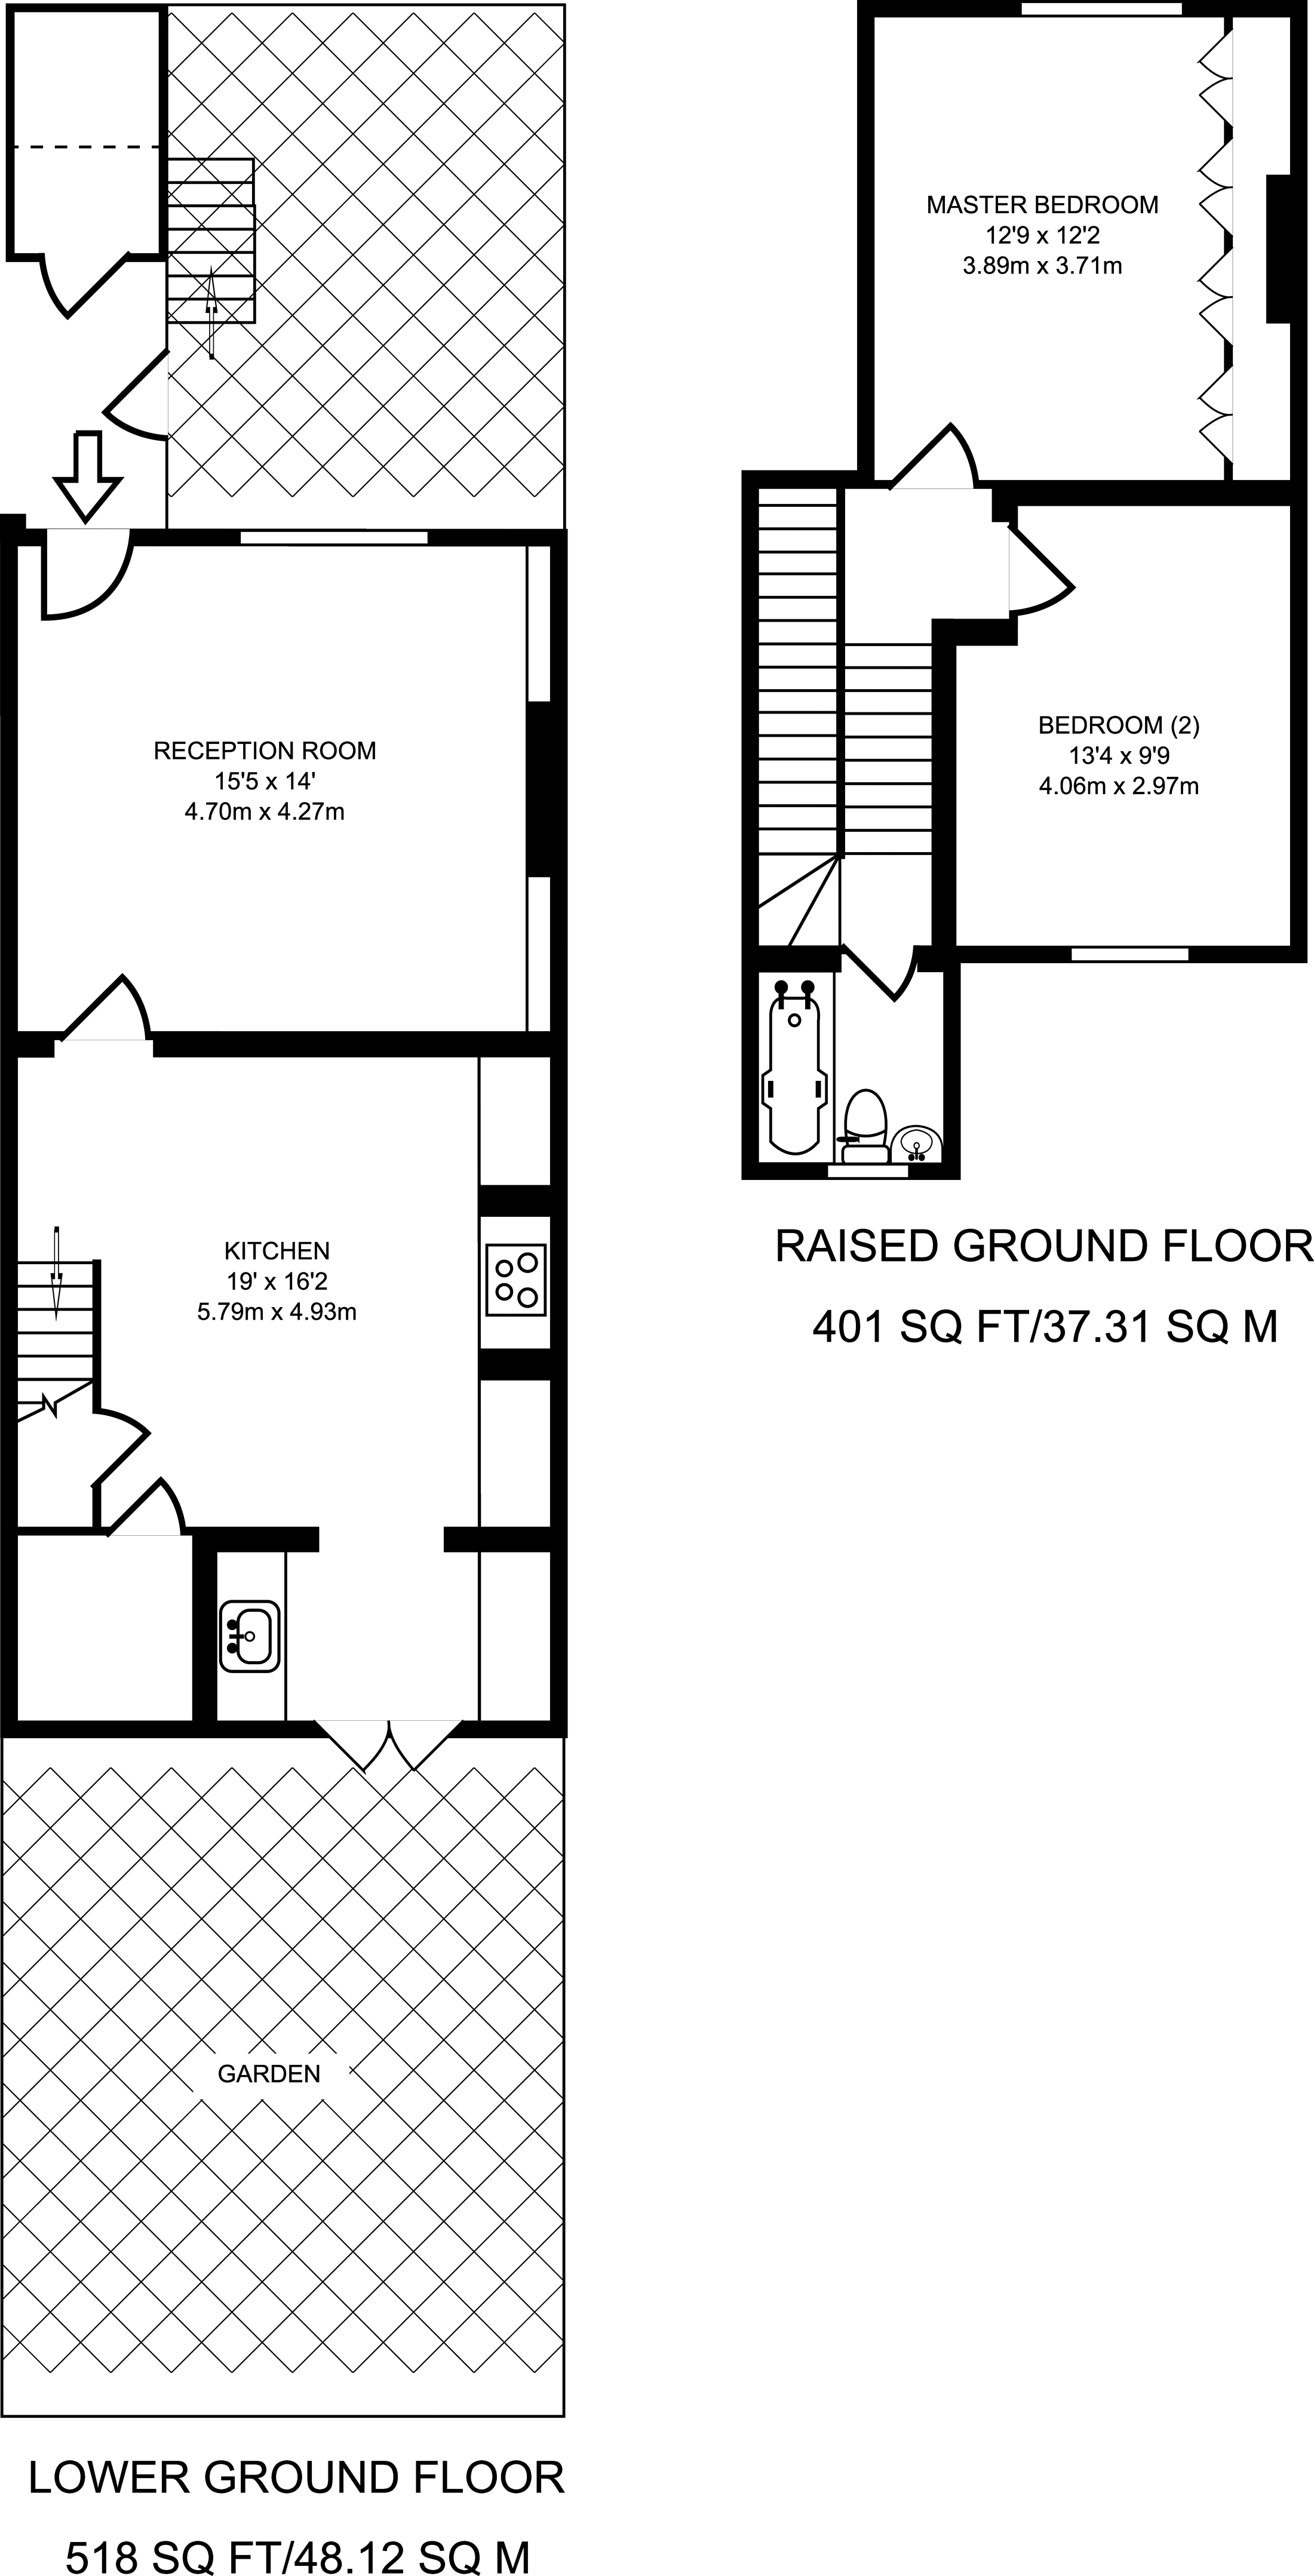 MASTER BEDROOM
12'9 x 12'2
3.89m x 3.71m
RECEPTION ROOM
15'5 x 14'
4.70m x 4.27m
BEDROOM (2)
13'4 x 9'9
4.06m x 2.97m
KITCHEN
19' x 16'2
5.79m x 4.93m
RAISED GROUND FLOOR
401 SQ FT/37.31 SQ M
GARDEN
LOWER GROUND FLOOR
518 SQ FT/48.12 SQ M